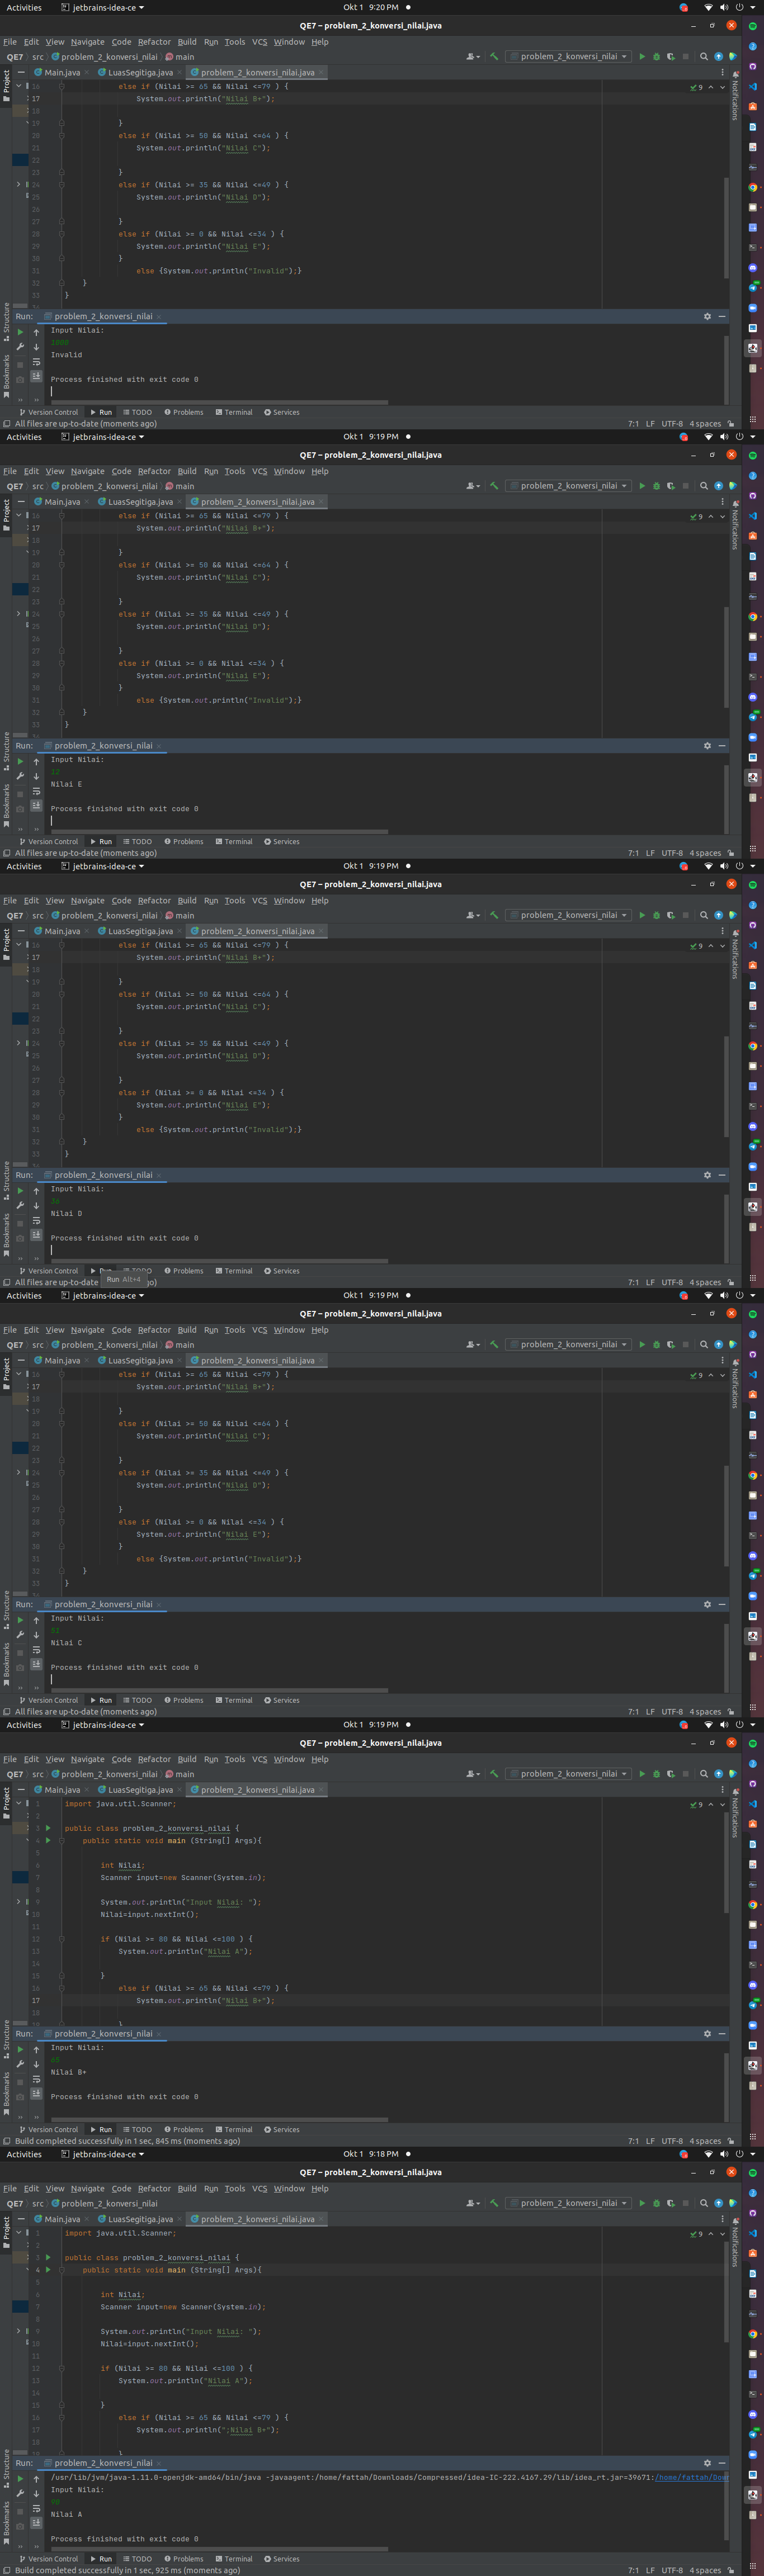 Activities jetbrains-idea-ce Okt 1 9:20 PM
QE7 – problem_2_konversi_nilai.java
File Edit View Navigate Code Refactor Build Run Tools VCS Window Help
QE7 src problem_2_konversi_nilai main problem_2_konversi_nilai
Project Main.java LuasSegitiga.java problem_2_konversi_nilai.java Notifications
16 else if (Nilai >= 65 && Nilai <=79 ) { 9
17 System.out.println("Nilai B+");
18
19 }
20 else if (Nilai >= 50 && Nilai <=64 ) {
21 System.out.println("Nilai C");
22
23 }
24 else if (Nilai >= 35 && Nilai <=49 ) {
25 System.out.println("Nilai D");
26
27 }
28 else if (Nilai >= 0 && Nilai <=34 ) {
29 System.out.println("Nilai E");
30 }
31 else {System.out.println("Invalid");}
32 }
33 }
Structure
Bookmarks
Run: problem_2_konversi_nilai
Input Nilai:
1000
Invalid
Process finished with exit code 0
Version Control Run TODO Problems Terminal Services
All files are up-to-date (moments ago) 7:1 LF UTF-8 4 spaces
Activities jetbrains-idea-ce Okt 1 9:19 PM
QE7 – problem_2_konversi_nilai.java
File Edit View Navigate Code Refactor Build Run Tools VCS Window Help
QE7 src problem_2_konversi_nilai main problem_2_konversi_nilai
Project Main.java LuasSegitiga.java problem_2_konversi_nilai.java Notifications
16 else if (Nilai >= 65 && Nilai <=79 ) { 9
17 System.out.println("Nilai B+");
18
19 }
20 else if (Nilai >= 50 && Nilai <=64 ) {
21 System.out.println("Nilai C");
22
23 }
24 else if (Nilai >= 35 && Nilai <=49 ) {
25 System.out.println("Nilai D");
26
27 }
28 else if (Nilai >= 0 && Nilai <=34 ) {
29 System.out.println("Nilai E");
30 }
31 else {System.out.println("Invalid");}
32 }
33 }
Structure
Bookmarks
Run: problem_2_konversi_nilai
Input Nilai:
12
Nilai E
Process finished with exit code 0
Version Control Run TODO Problems Terminal Services
All files are up-to-date (moments ago) 7:1 LF UTF-8 4 spaces
Activities jetbrains-idea-ce Okt 1 9:19 PM
QE7 – problem_2_konversi_nilai.java
File Edit View Navigate Code Refactor Build Run Tools VCS Window Help
QE7 src problem_2_konversi_nilai main problem_2_konversi_nilai
Project Main.java LuasSegitiga.java problem_2_konversi_nilai.java Notifications
16 else if (Nilai >= 65 && Nilai <=79 ) { 9
17 System.out.println("Nilai B+");
18
19 }
20 else if (Nilai >= 50 && Nilai <=64 ) {
21 System.out.println("Nilai C");
22
23 }
24 else if (Nilai >= 35 && Nilai <=49 ) {
25 System.out.println("Nilai D");
26
27 }
28 else if (Nilai >= 0 && Nilai <=34 ) {
29 System.out.println("Nilai E");
30 }
31 else {System.out.println("Invalid");}
32 }
33 }
Structure
Bookmarks
Run: problem_2_konversi_nilai
Input Nilai:
Nilai D
Process finished with exit code 0
Version Control Run TODO Problems Terminal Services
All files are up-to-date Run Alt+4 go) 7:1 LF UTF-8 4 spaces
Activities jetbrains-idea-ce Okt 1 9:19 PM
QE7 – problem_2_konversi_nilai.java
File Edit View Navigate Code Refactor Build Run Tools VCS Window Help
QE7 src problem_2_konversi_nilai main problem_2_konversi_nilai
Project Main.java LuasSegitiga.java problem_2_konversi_nilai.java Notifications
16 else if (Nilai >= 65 && Nilai <=79 ) { 9
17 System.out.println("Nilai B+");
18
19 }
20 else if (Nilai >= 50 && Nilai <=64 ) {
21 System.out.println("Nilai C");
22
23 }
24 else if (Nilai >= 35 && Nilai <=49 ) {
25 System.out.println("Nilai D");
26
27 }
28 else if (Nilai >= 0 && Nilai <=34 ) {
29 System.out.println("Nilai E");
30 }
31 else {System.out.println("Invalid");}
32 }
33 }
Structure
Bookmarks
Run: problem_2_konversi_nilai
Input Nilai:
Nilai C
Process finished with exit code 0
Version Control Run TODO Problems Terminal Services
All files are up-to-date (moments ago) 7:1 LF UTF-8 4 spaces
Activities jetbrains-idea-ce Okt 1 9:19 PM
QE7 – problem_2_konversi_nilai.java
File Edit View Navigate Code Refactor Build Run Tools VCS Window Help
QE7 src problem_2_konversi_nilai main problem_2_konversi_nilai
Project Main.java LuasSegitiga.java problem_2_konversi_nilai.java Notifications
1 import java.util.Scanner; 9
2
3 public class problem_2_konversi_nilai {
4 public static void main (String[] Args){
5
6 int Nilai;
7 Scanner input=new Scanner(System.in);
8
9 System.out.println("Input Nilai: ");
10 Nilai=input.nextInt();
11
12 if (Nilai >= 80 && Nilai <=100 ) {
13 System.out.println("Nilai A");
14
15 }
16 else if (Nilai >= 65 && Nilai <=79 ) {
17 System.out.println("Nilai B+");
18
19 }
Structure
Bookmarks
Run: problem_2_konversi_nilai
Input Nilai:
Nilai B+
Process finished with exit code 0
Version Control Run TODO Problems Terminal Services
Build completed successfully in 1 sec, 845 ms (moments ago) 7:1 LF UTF-8 4 spaces
Activities jetbrains-idea-ce Okt 1 9:18 PM
QE7 – problem_2_konversi_nilai.java
File Edit View Navigate Code Refactor Build Run Tools VCS Window Help
QE7 src problem_2_konversi_nilai problem_2_konversi_nilai
Project Main.java LuasSegitiga.java problem_2_konversi_nilai.java Notifications
1 import java.util.Scanner; 9
2
3 public class problem_2_konversi_nilai {
4 public static void main (String[] Args){
5
6 int Nilai;
7 Scanner input=new Scanner(System.in);
8
9 System.out.println("Input Nilai: ");
10 Nilai=input.nextInt();
11
12 if (Nilai >= 80 && Nilai <=100 ) {
13 System.out.println("Nilai A");
14
15 }
16 else if (Nilai >= 65 && Nilai <=79 ) {
17 System.out.println(";Nilai B+");
18
19 }
Structure
Bookmarks
Run: problem_2_konversi_nilai
/usr/lib/jvm/java-1.11.0-openjdk-amd64/bin/java -javaagent:/home/fattah/Downloads/Compressed/idea-IC-222.4167.29/lib/idea_rt.jar=39671:/home/fattah/Dow
Input Nilai:
Nilai A
Process finished with exit code 0
Version Control Run TODO Problems Terminal Services
Build completed successfully in 1 sec, 925 ms (moments ago) 7:1 LF UTF-8 4 spaces